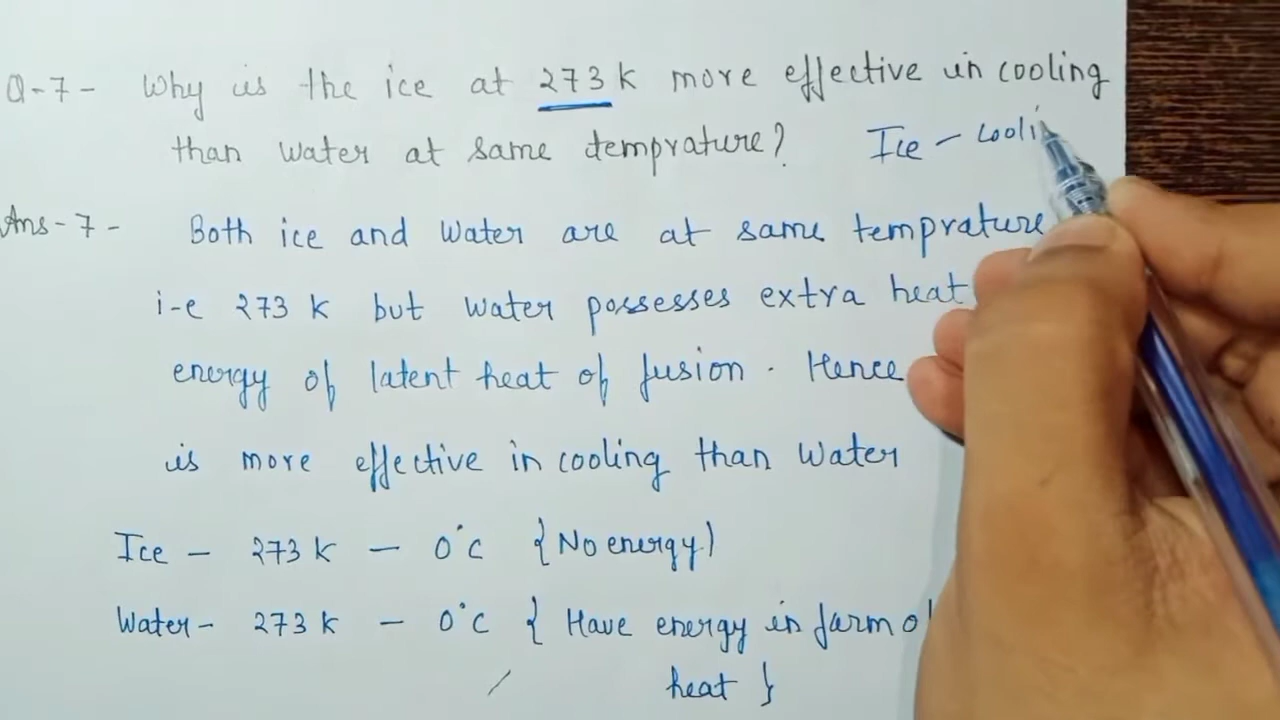 Q-7- Why is the ice at 273 K more effective in cooling
than water at same temprature?
Ice - cooli
Ans-7- Both ice and water are at same temprature
i-e 273 K but water possesses extra heat
energy of latent heat of fusion. Hence
is more effective in cooling than water
Ice - 273 K - 0°C {No energy)
Water - 273 K - 0°C { Have energy in farm of
heat }